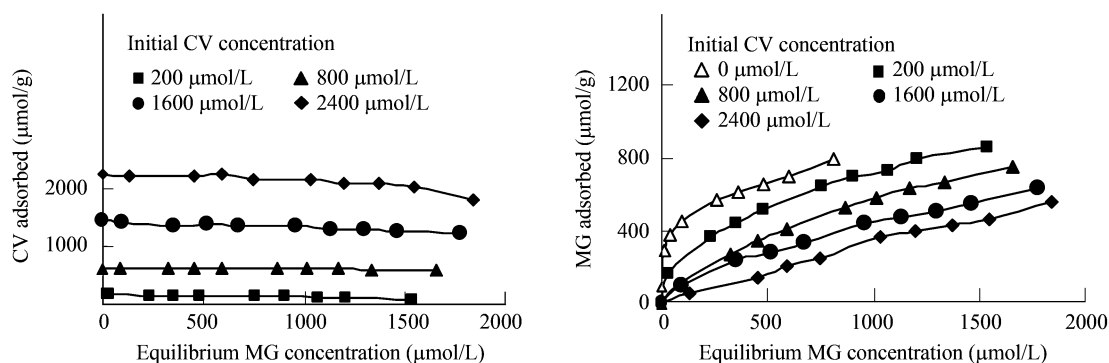 Initial CV concentration
200 μmol/L 800 μmol/L
1600 μmol/L 2400 μmol/L
CV adsorbed (μmol/g)
2000
1000
0 500 1000 1500 2000
Equilibrium MG concentration (μmol/L)
Initial CV concentration
0 μmol/L 200 μmol/L
800 μmol/L 1600 μmol/L
2400 μmol/L
MG adsorbed (μmol/g)
1200
800
400
0
0 500 1000 1500 2000
Equilibrium MG concentration (μmol/L)